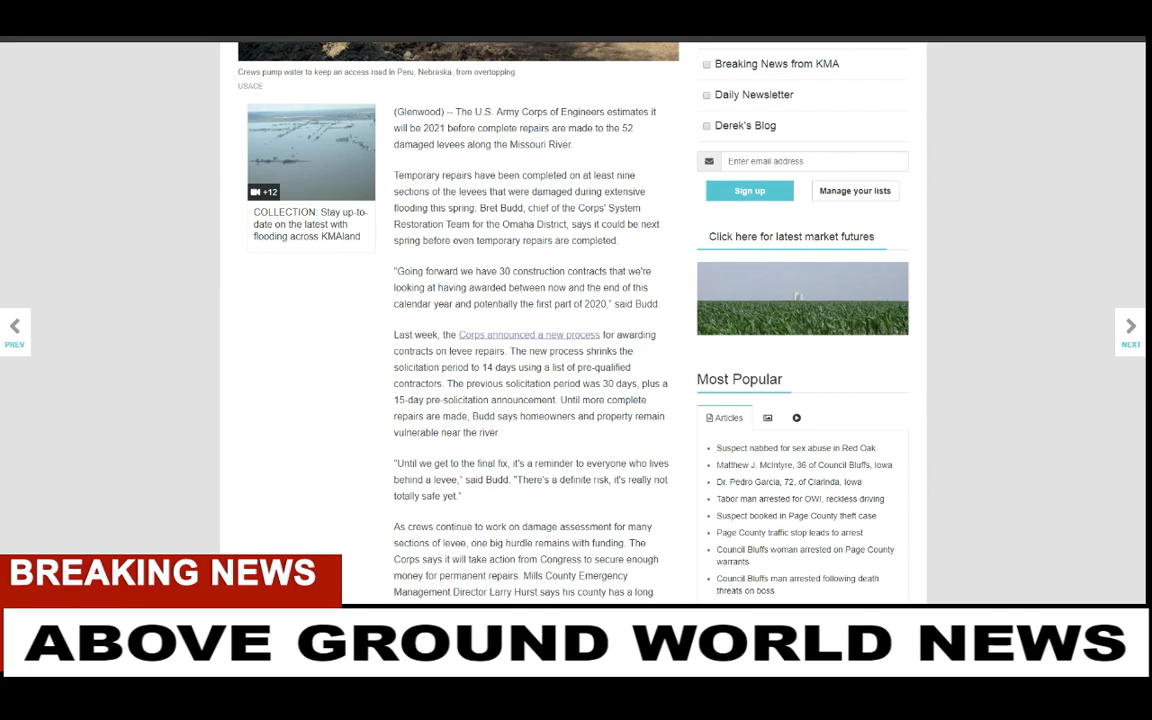 Crews pump water to keep an access road in Peru, Nebraska, from overtopping.
USACE
+12
COLLECTION: Stay up-to-
date on the latest with
flooding across KMAland
(Glenwood) -- The U.S. Army Corps of Engineers estimates it
will be 2021 before complete repairs are made to the 52
damaged levees along the Missouri River.
Temporary repairs have been completed on at least nine
sections of the levees that were damaged during extensive
flooding this spring. Bret Budd, chief of the Corps' System
Restoration Team for the Omaha District, says it could be next
spring before even temporary repairs are completed.
"Going forward we have 30 construction contracts that we're
looking at having awarded between now and the end of this
calendar year and potentially the first part of 2020," said Budd.
Last week, the Corps announced a new process for awarding
contracts on levee repairs. The new process shrinks the
solicitation period to 14 days using a list of pre-qualified
contractors. The previous solicitation period was 30 days, plus a
15-day pre-solicitation announcement. Until more complete
repairs are made, Budd says homeowners and property remain
vulnerable near the river.
"Until we get to the final fix, it's a reminder to everyone who lives
behind a levee," said Budd. "There's a definite risk, it's really not
totally safe yet."
As crews continue to work on damage assessment for many
sections of levee, one big hurdle remains with funding. The
Corps says it will take action from Congress to secure enough
money for permanent repairs. Mills County Emergency
Management Director Larry Hurst says his county has a long
Breaking News from KMA
Daily Newsletter
Derek's Blog
Enter email address
Sign up
Manage your lists
Click here for latest market futures
Most Popular
Articles
Suspect nabbed for sex abuse in Red Oak
Matthew J. McIntyre, 36 of Council Bluffs, Iowa
Dr. Pedro Garcia, 72, of Clarinda, Iowa
Tabor man arrested for OWI, reckless driving
Suspect booked in Page County theft case
Page County traffic stop leads to arrest
Council Bluffs woman arrested on Page County
warrants
Council Bluffs man arrested following death
threats on boss
PREV
NEXT
BREAKING NEWS
ABOVE GROUND WORLD NEWS